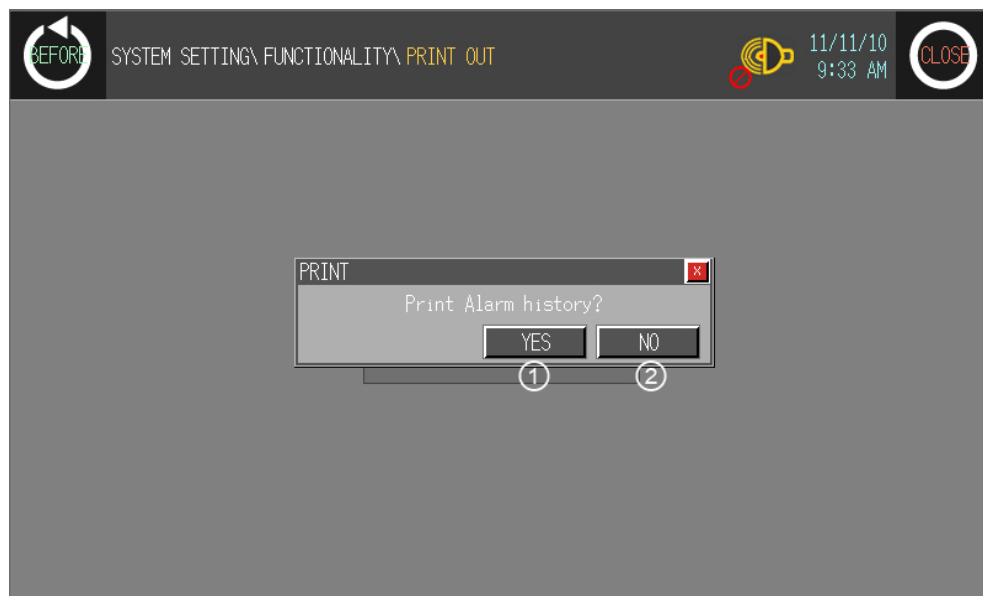 BEFORE
SYSTEM SETTING\ FUNCTIONALITY\ PRINT OUT
11/11/10
9:33 AM
CLOSE
PRINT
x
Print Alarm history?
YES NO
① ②